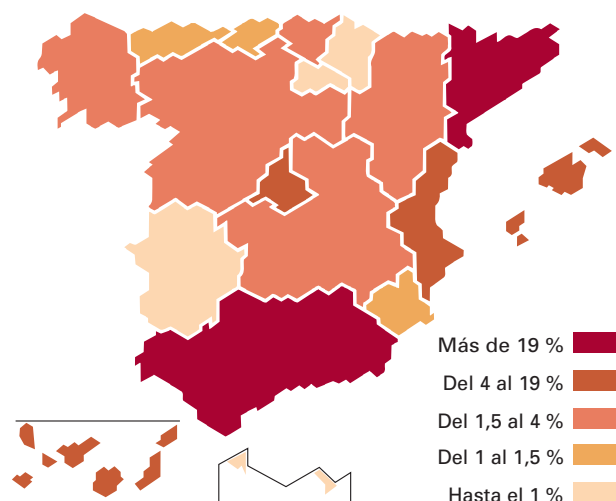 Más de 19 %
Del 4 al 19 %
Del 1,5 al 4 %
Del 1 al 1,5 %
Hasta el 1 %